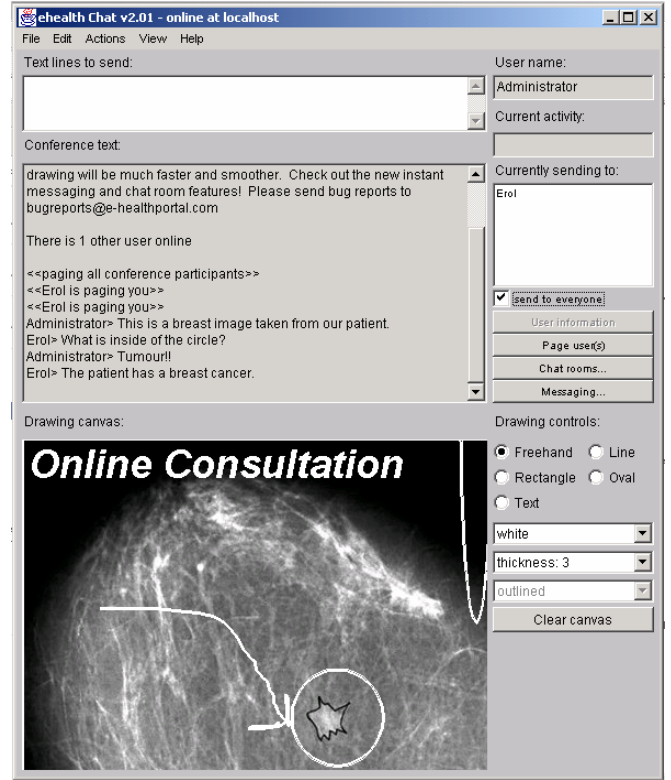 ehealth Chat v2.01 - online at localhost
File Edit Actions View Help
Text lines to send:
User name:
Administrator
Current activity:
Conference text:
drawing will be much faster and smoother. Check out the new instant
messaging and chat room features! Please send bug reports to
bugreports@e-healthportal.com
There is 1 other user online
<<paging all conference participants>>
<<Erol is paging you>>
<<Erol is paging you>>
Administrator> This is a breast image taken from our patient.
Erol> What is inside of the circle?
Administrator> Tumour!!
Erol> The patient has a breast cancer.
Currently sending to:
Erol
send to everyone
User information
Page user(s)
Chat rooms...
Messaging...
Drawing canvas:
Online Consultation
Drawing controls:
Freehand Line
Rectangle Oval
Text
white
thickness: 3
outlined
Clear canvas